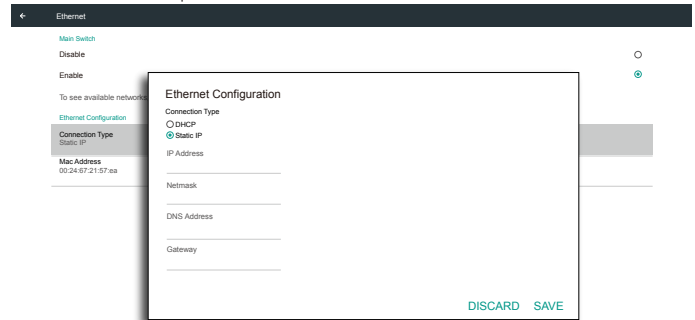 Ethernet
Main Switch
Disable
Enable
To see available networks
Ethernet Configuration
Connection Type
Static IP
Mac Address
00:24:67:21:57:ea
Ethernet Configuration
Connection Type
DHCP
Static IP
IP Address
Netmask
DNS Address
Gateway
DISCARD SAVE